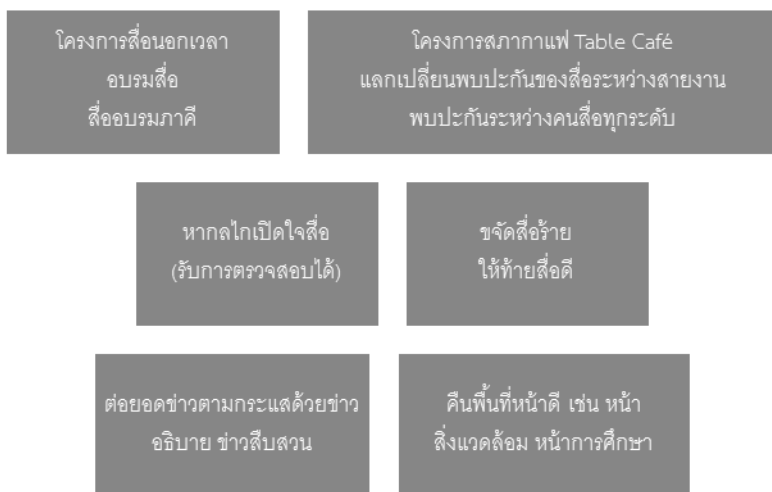 โครงการสื่อนอกเวลา
อบรมสื่อ
สื่ออบรมภาคี
โครงการสภากาแฟ Table Café
แลกเปลี่ยนพบปะกันของสื่อระหว่างสายงาน
พบปะกันระหว่างคนสื่อทุกระดับ
หากลไกเปิดใจสื่อ
(รับการตรวจสอบได้)
ขจัดสื่อร้าย
ให้ท้ายสื่อดี
ต่อยอดข่าวตามกระแสด้วยข่าว
อธิบาย ข่าวสืบสวน
คืนพื้นที่หน้าดี เช่น หน้า
สิ่งแวดล้อม หน้าการศึกษา